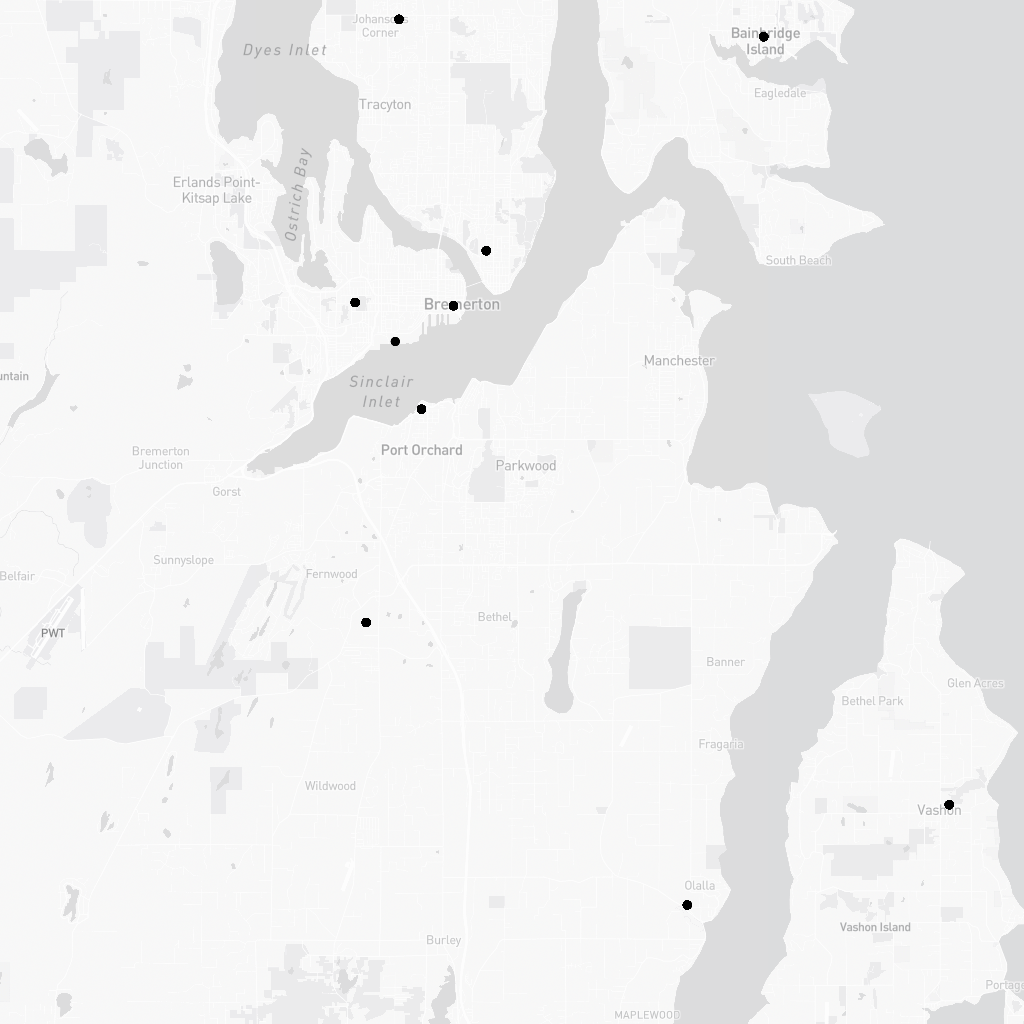 Johansons
Corner
Bainbridge
Island
Dyes Inlet
Eagledale
Tracyton
Ostrich Bay
Erlands Point-
Kitsap Lake
South Beach
Bremerton
Manchester
untain
Sinclair
Inlet
Port Orchard
Bremerton
Junction
Parkwood
Gorst
Sunnyslope
Belfair
Fernwood
Bethel
PWT
Banner
Glen Acres
Bethel Park
Fragaria
Wildwood
Vashon
Olalla
Vashon Island
Burley
Portage
MAPLEWOOD